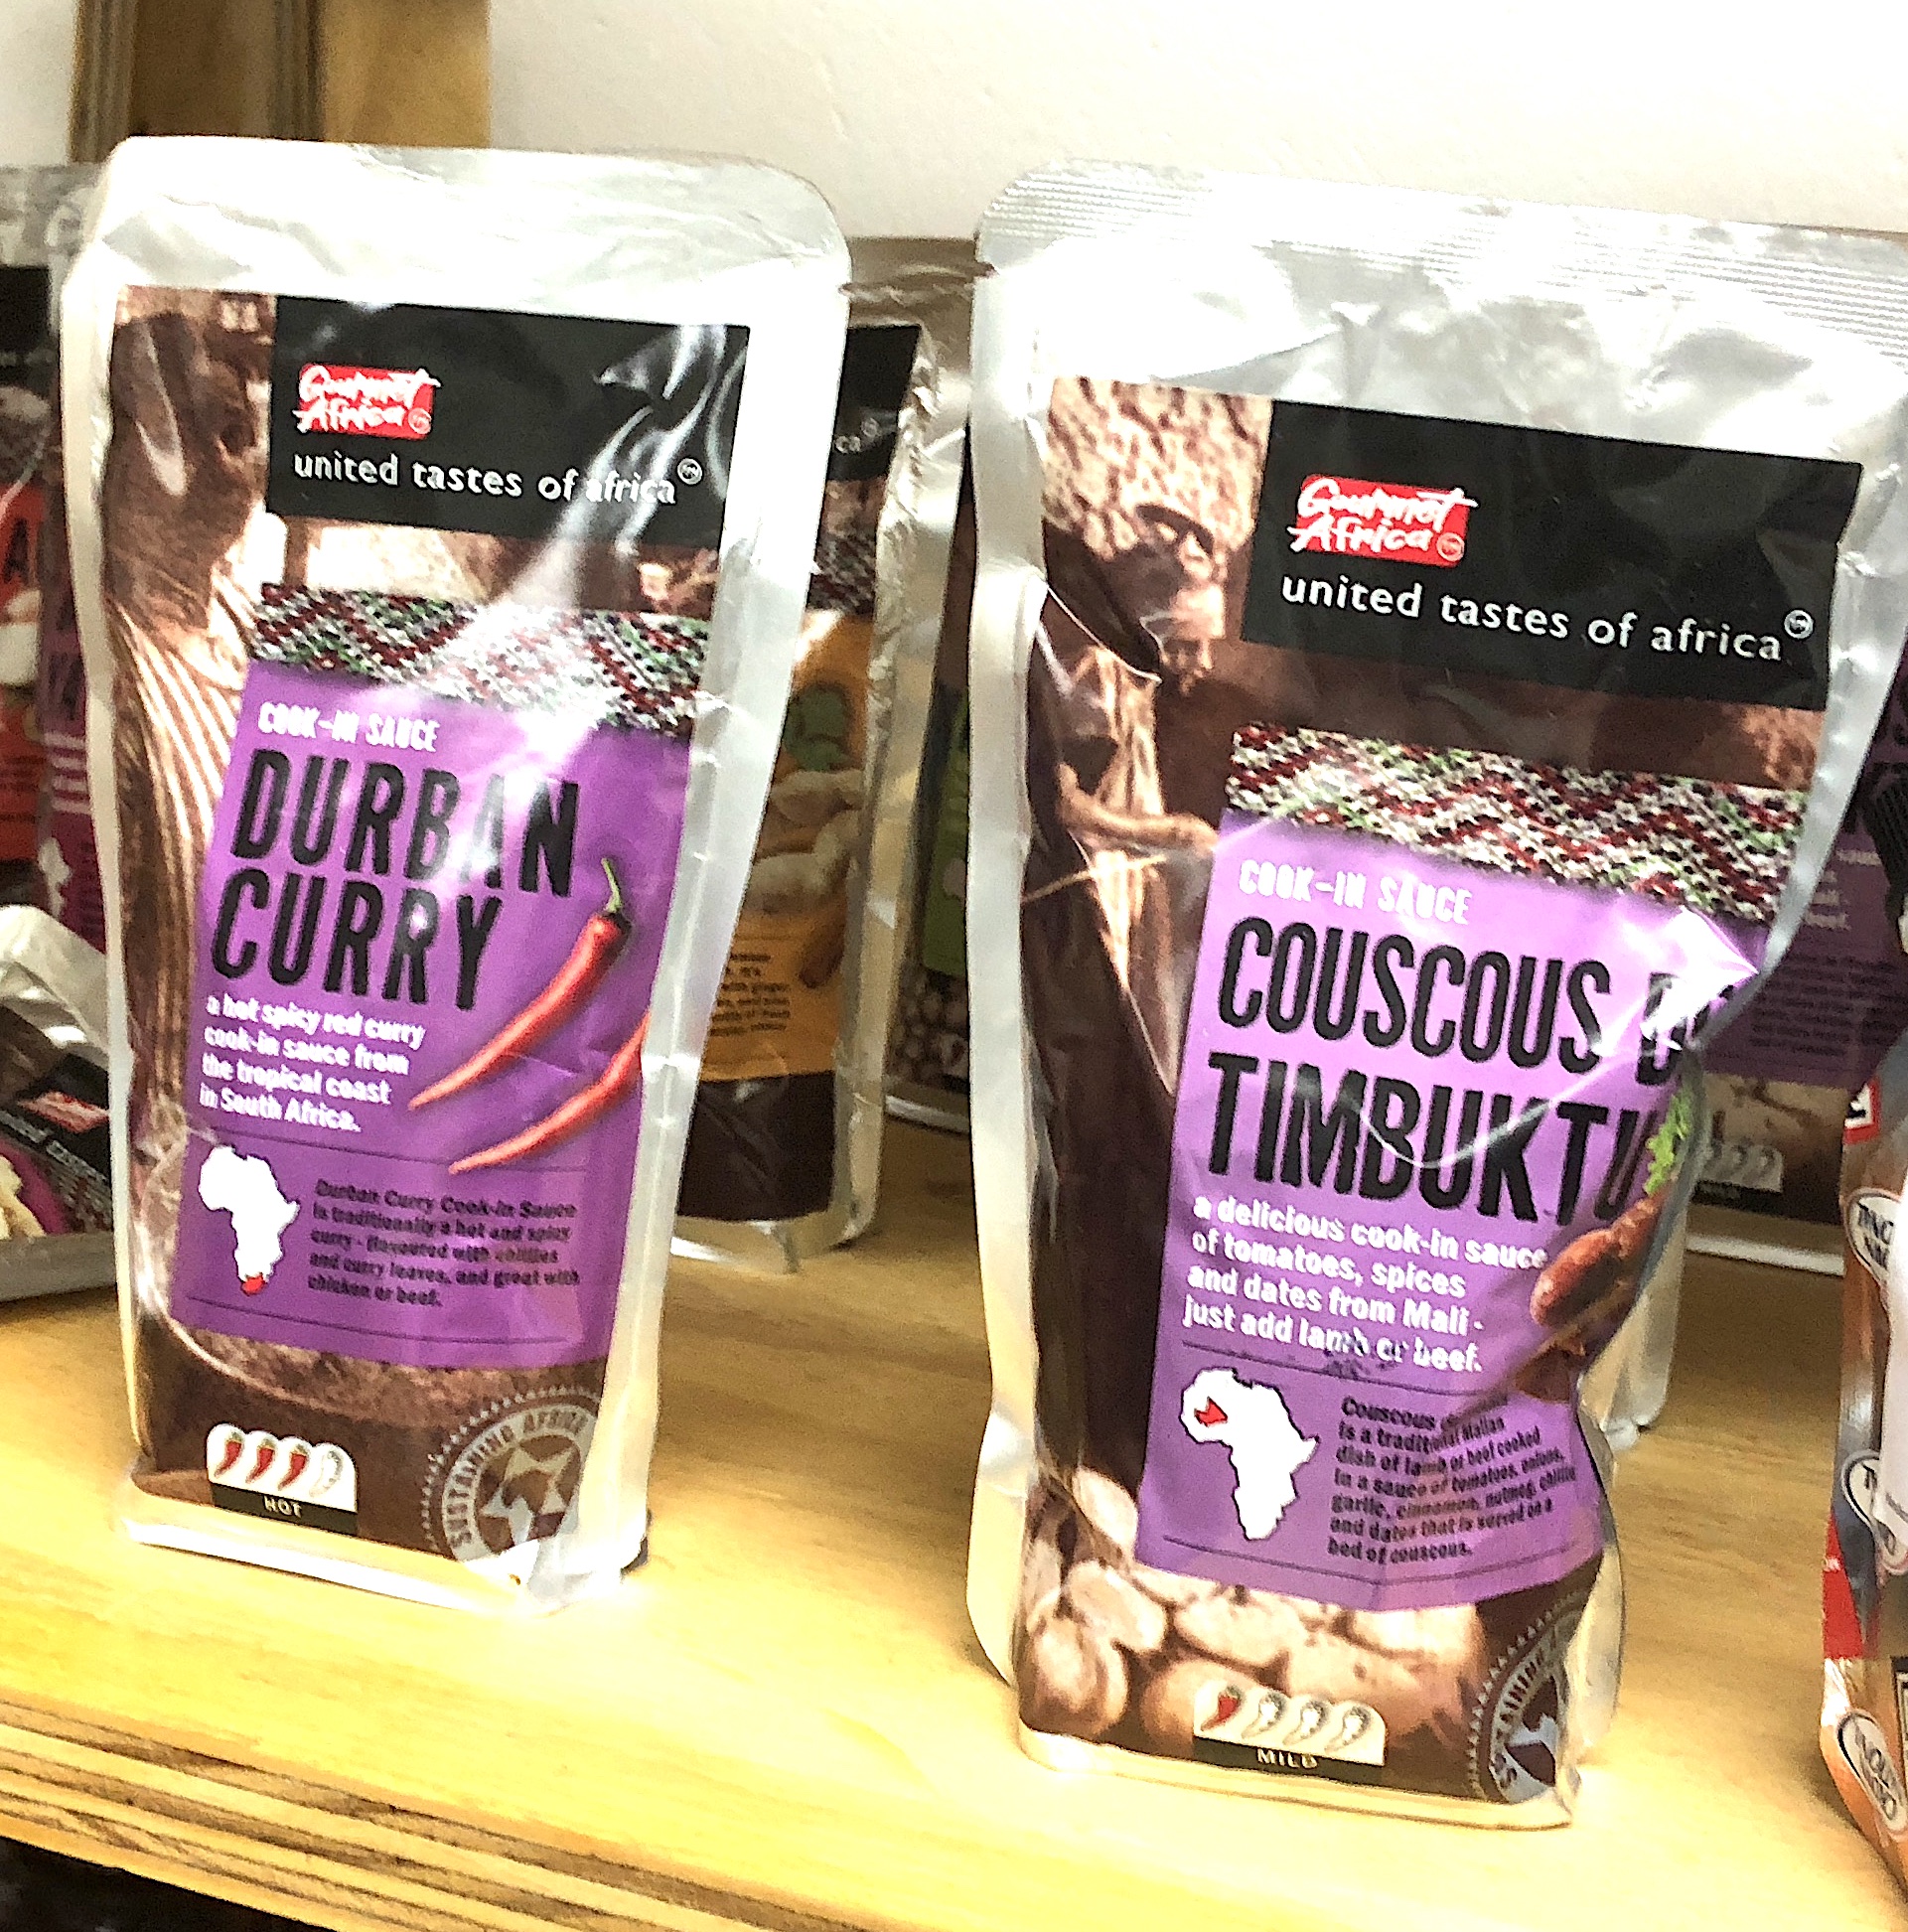 Gourmet
Africa
united tastes of africa
COOK-IN SAUCE
DURBAN
CURRY
a hot spicy red curry
cook-in sauce from
the tropical coast
in South Africa.
Durban Curry Cook-in Sauce
is traditionally a hot and spicy
curry - flavoured with chillies
and curry leaves, and great with
chicken or beef.
HOT
SUSTAINING AFRICA
Gourmet
Africa
united tastes of africa
COOK-IN SAUCE
COUSCOUS
TIMBUKTU
a delicious cook-in sauce
of tomatoes, spices
and dates from Mali -
just add lamb or beef.
Couscous
is a traditional Malian
dish of lamb or beef cooked
in a sauce of tomatoes, onions,
garlic, cinnamon, nutmeg, chillie
and dates that is served on a
bed of couscous.
MILD